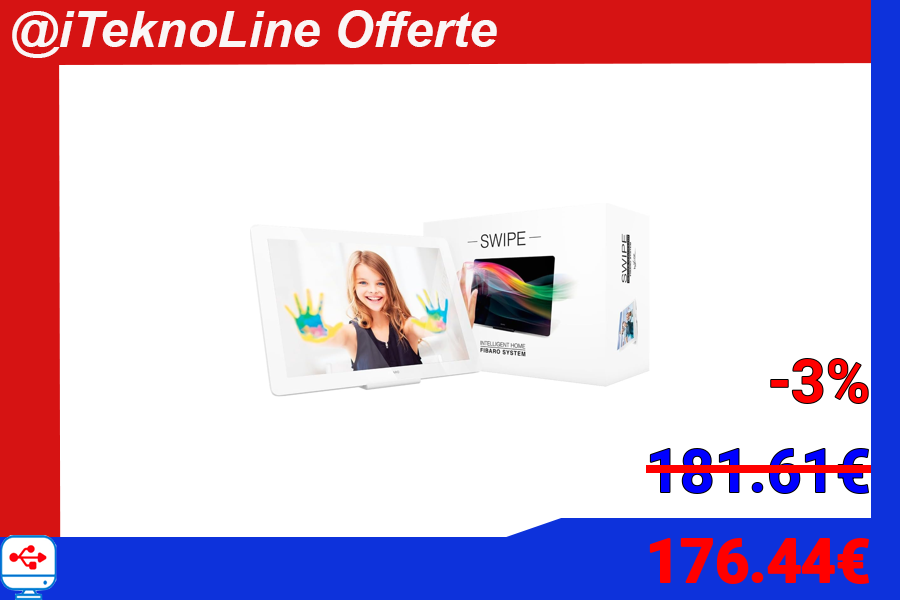 @iTeknoLine Offerte
SWIPE
SWIPE
INTELLIGENT HOME
FIBARO SYSTEM
-3%
181.61€
176.44€